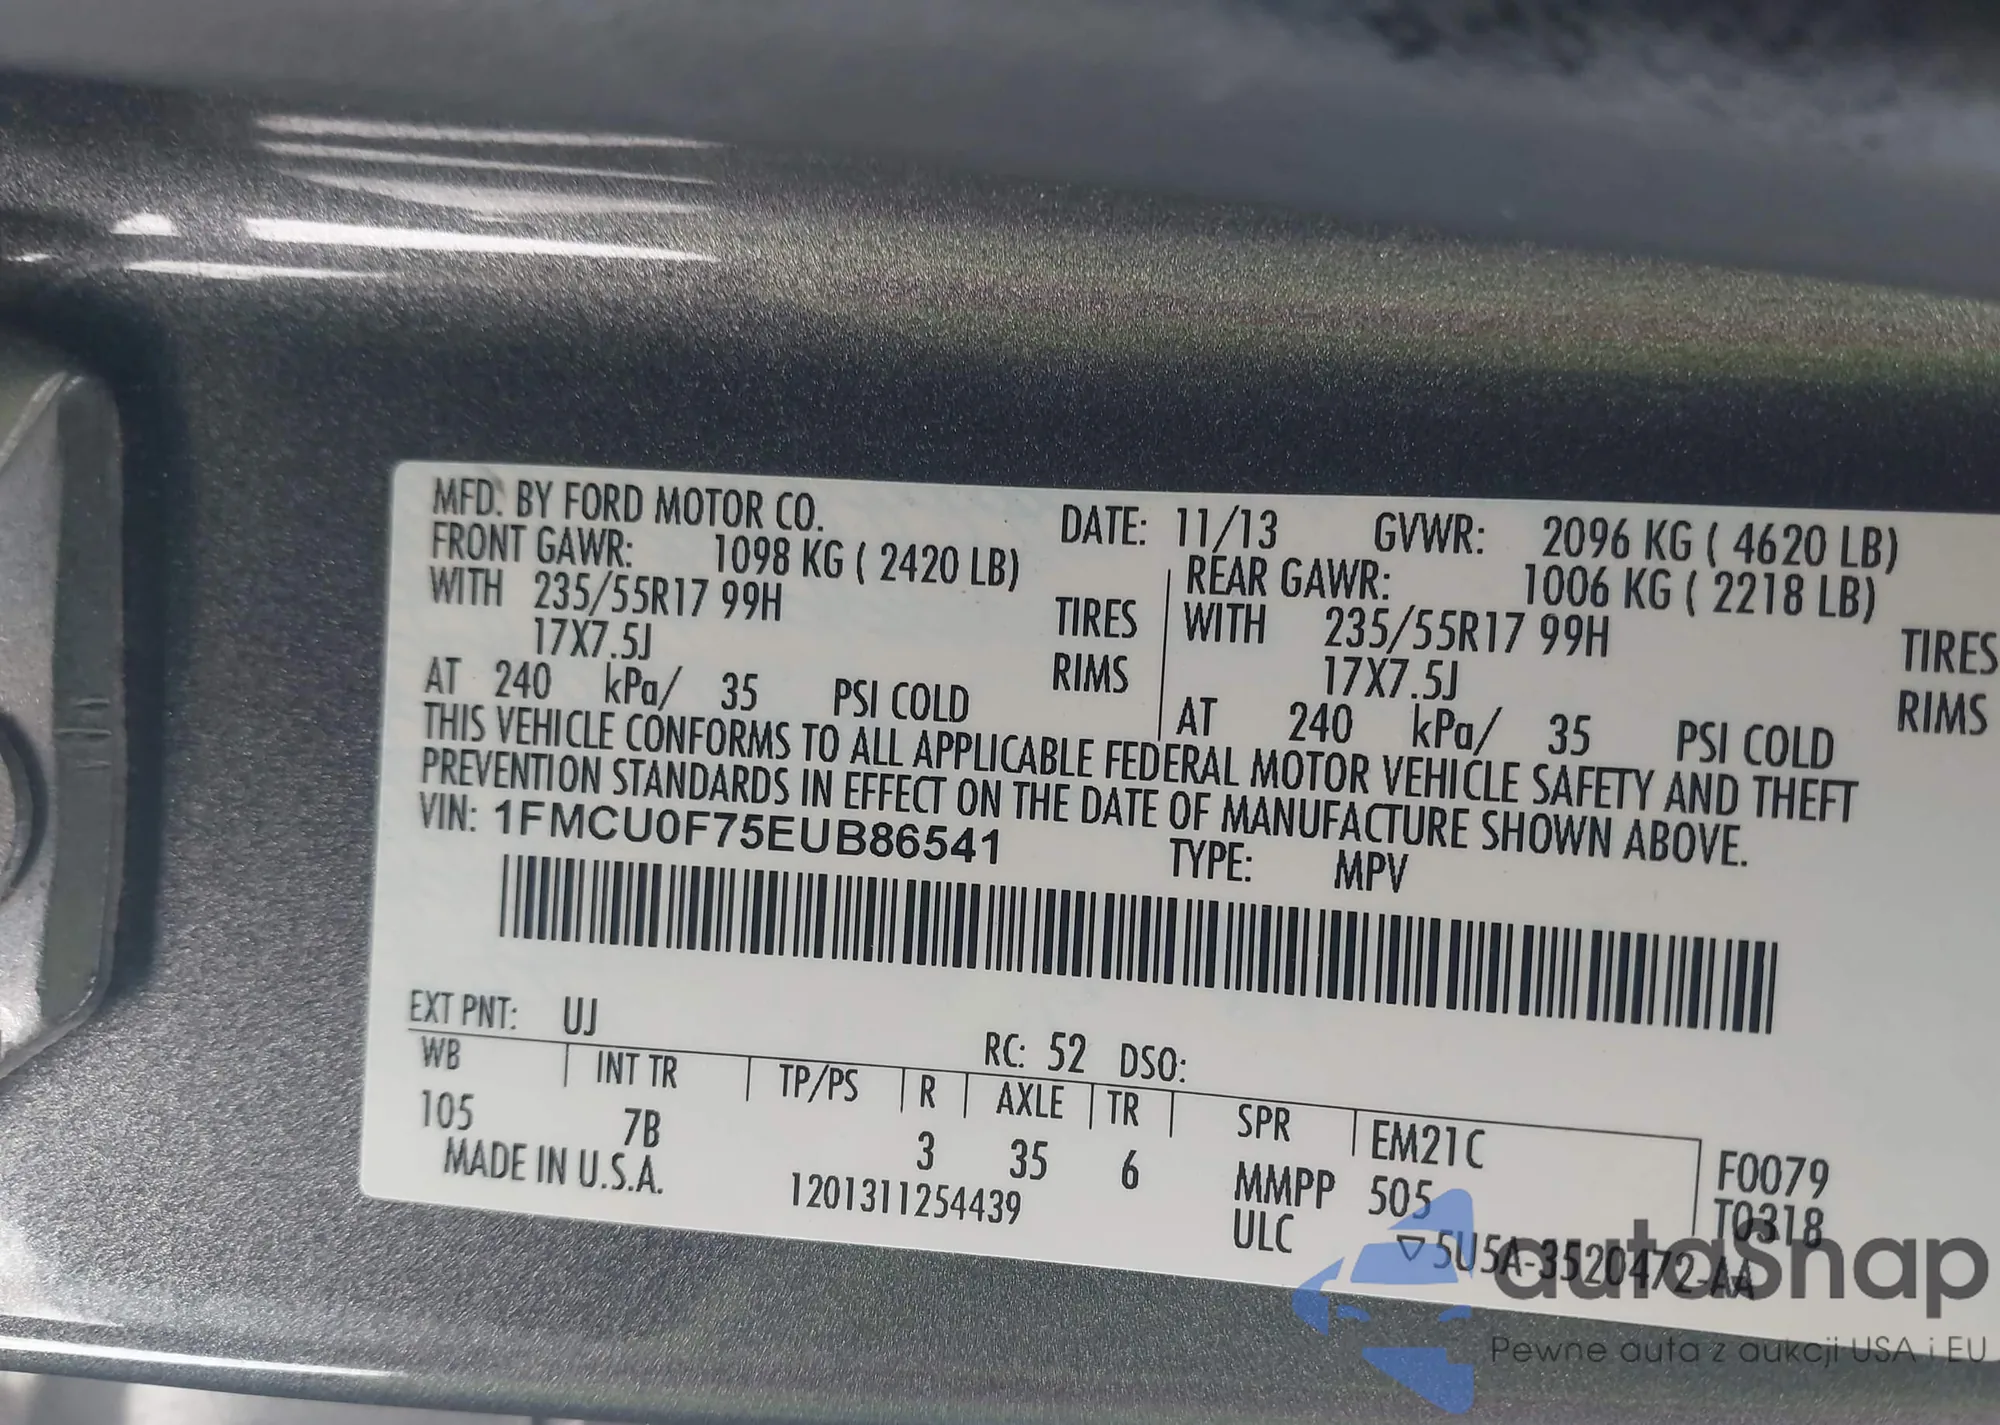 MFD. BY FORD MOTOR CO.
DATE: 11/13 GVWR: 2096 KG ( 4620 LB)
FRONT GAWR: 1098 KG ( 2420 LB)
WITH 235/55R17 99H TIRES
17X7.5J RIMS
AT 240 kPa/ 35 PSI COLD
REAR GAWR: 1006 KG ( 2218 LB)
WITH 235/55R17 99H TIRES
17X7.5J RIMS
AT 240 kPa/ 35 PSI COLD
THIS VEHICLE CONFORMS TO ALL APPLICABLE FEDERAL MOTOR VEHICLE SAFETY AND THEFT
PREVENTION STANDARDS IN EFFECT ON THE DATE OF MANUFACTURE SHOWN ABOVE.
VIN: 1FMCU0F75EUB86541 TYPE: MPV
EXT PNT: UJ RC: 52 DSO:
WB INT TR TP/PS R AXLE TR SPR EM21C
105 7B 3 35 6 MMPP 505
F0079
T0318
MADE IN U.S.A. 1201311254439 ULC
▽5U5A-3520472-AA
autoSnap
Pewne auta z aukcji USA i EU